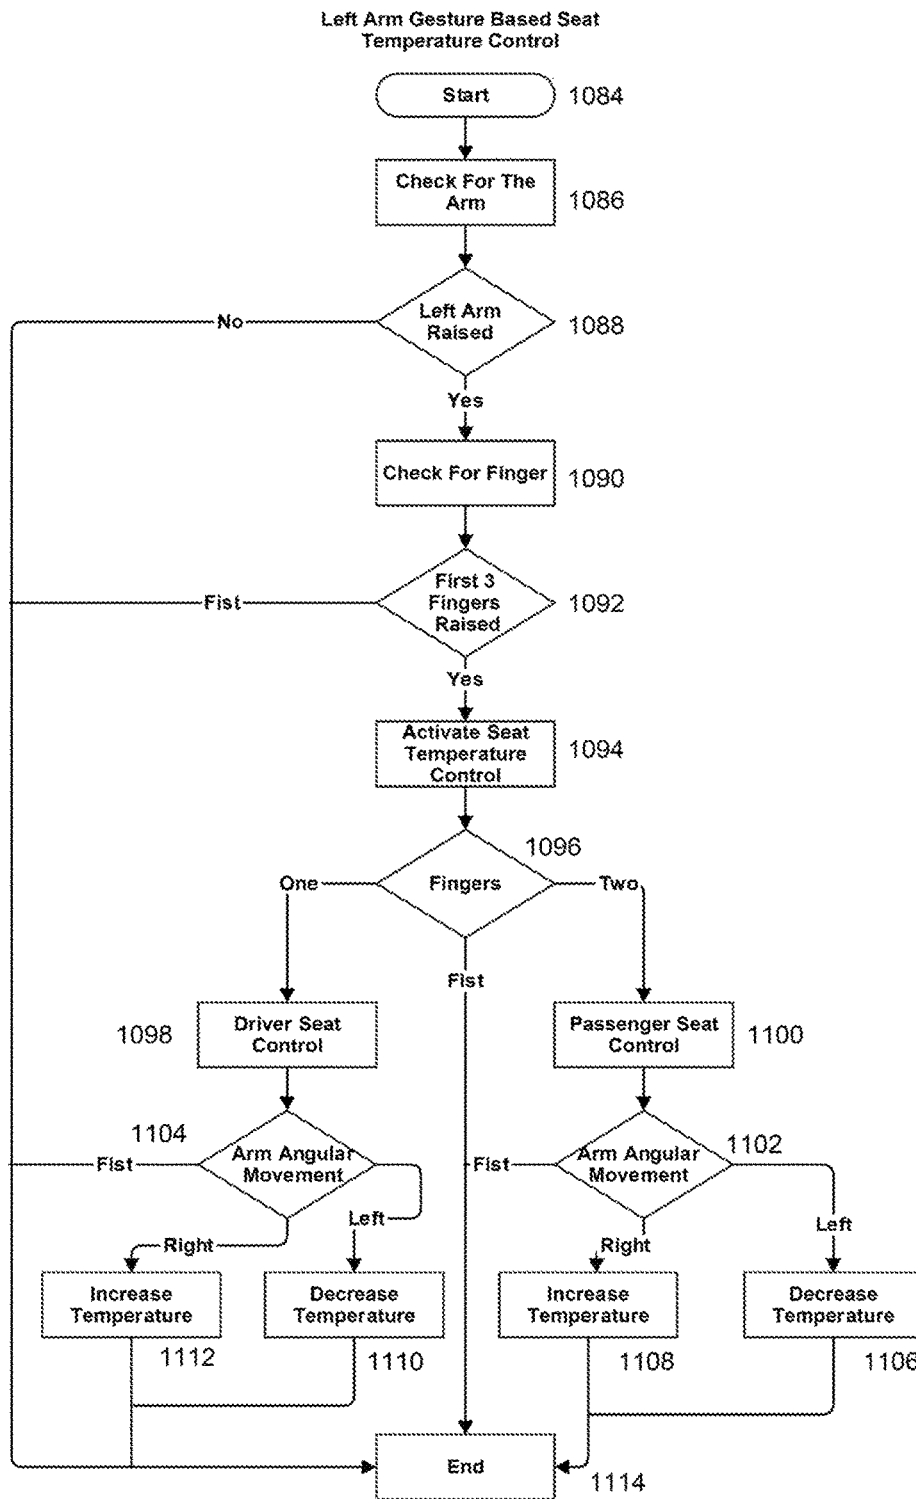 Left Arm Gesture Based Seat
Temperature Control
Start
1084
Check For The
Arm
1086
No
Left Arm
Raised
1088
Yes
Check For Finger
1090
Fist
First 3
Fingers
Raised
1092
Yes
Activate Seat
Temperature
Control
1094
1096
One
Fingers
Two
Fist
1098
Driver Seat
Control
Passenger Seat
Control
1100
1104
Fist
Arm Angular
Movement
Fist
Arm Angular
Movement
1102
Right
Left
Right
Left
Increase
Temperature
Decrease
Temperature
Increase
Temperature
Decrease
Temperature
1112
1110
1108
1106
End
1114